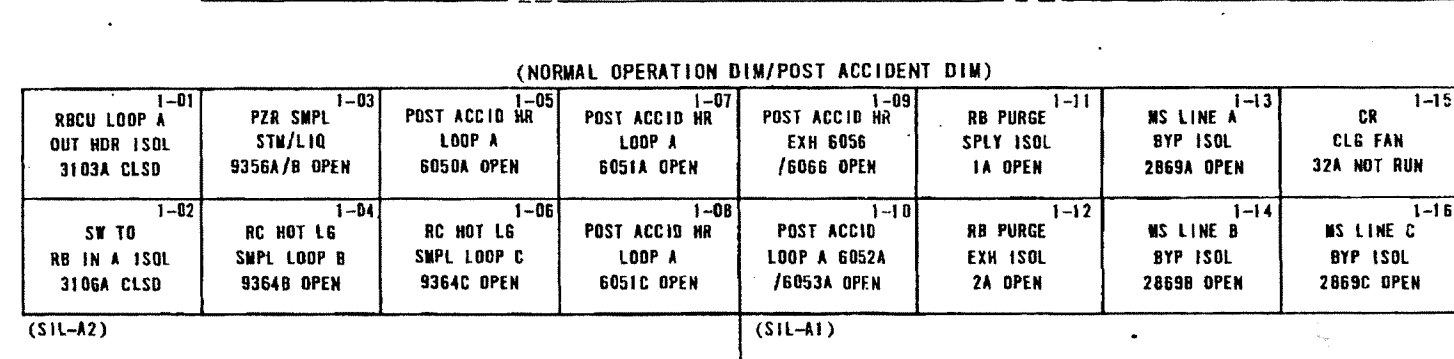 (NORMAL OPERATION DIM/POST ACCIDENT DIM)
1-01
RBCU LOOP A
OUT HDR ISOL
3103A CLSD
1-03
PZR SMPL
STM/LIQ
9356A/B OPEN
1-05
POST ACCID HR
LOOP A
6050A OPEN
1-07
POST ACCID HR
LOOP A
6051A OPEN
1-09
POST ACCID HR
EXH 6056
/6066 OPEN
1-11
RB PURGE
SPLY ISOL
1A OPEN
1-13
MS LINE A
BYP ISOL
2869A OPEN
1-15
CR
CLG FAN
32A NOT RUN
1-02
SW TO
RB IN A ISOL
3106A CLSD
1-04
RC HOT LG
SMPL LOOP B
9364B OPEN
1-06
RC HOT LG
SMPL LOOP C
9364C OPEN
1-08
POST ACCID HR
LOOP A
6051C OPEN
1-10
POST ACCID
LOOP A 6052A
/6053A OPEN
1-12
RB PURGE
EXH ISOL
2A OPEN
1-14
MS LINE B
BYP ISOL
2869B OPEN
1-16
MS LINE C
BYP ISOL
2869C OPEN
(SIL-A2)
(SIL-A1)